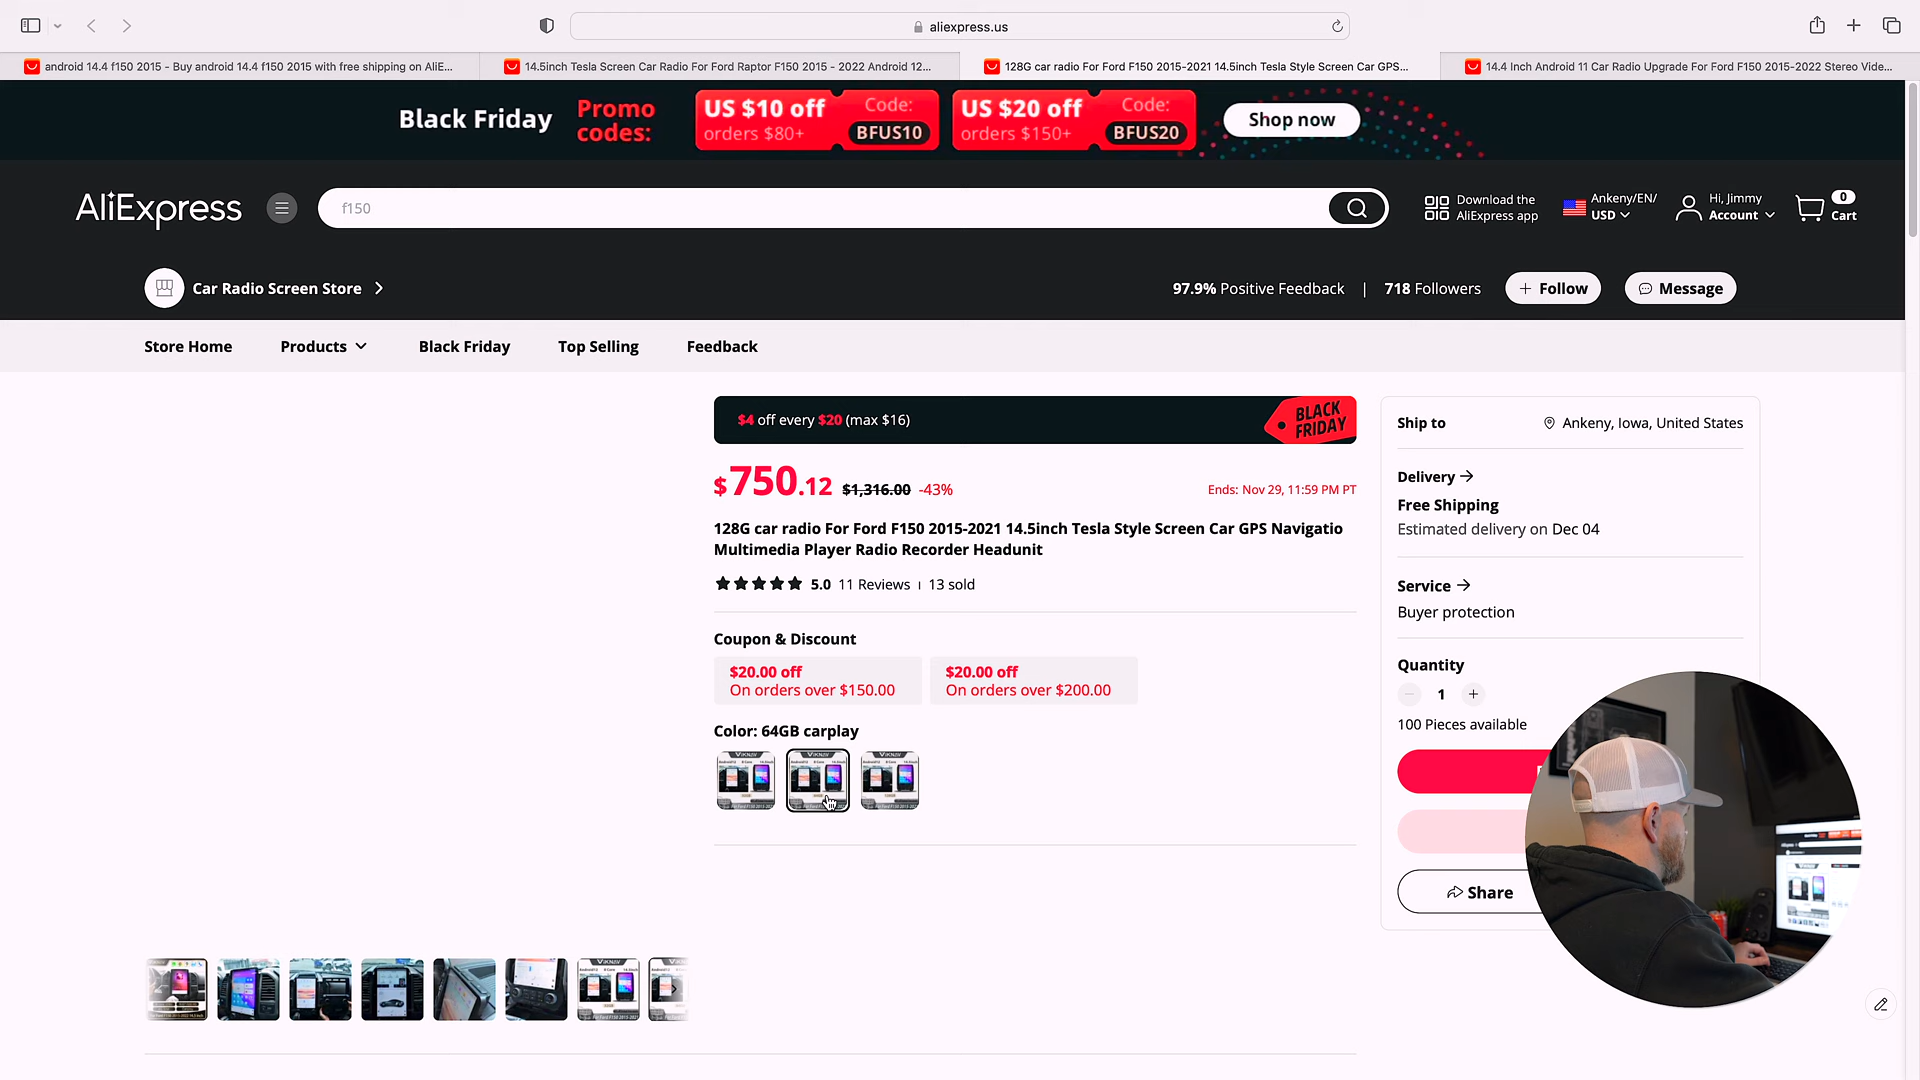 aliexpress.us
android 14.4 f150 2015 - Buy android 14.4 f150 2015 with free shipping on AliE...
14.5inch Tesla Screen Car Radio For Ford Raptor F150 2015 - 2022 Android 12...
128G car radio For Ford F150 2015-2021 14.5inch Tesla Style Screen Car GPS...
14.4 Inch Android 11 Car Radio Upgrade For Ford F150 2015-2022 Stereo Vide...
Black Friday
Promo
codes:
US $10 off
orders $80+
Code:
BFUS10
US $20 off
orders $150+
Code:
BFUS20
Shop now
AliExpress
f150
Download the
AliExpress app
Ankeny/EN/
USD
Hi, Jimmy
Account
0
Cart
Car Radio Screen Store
97.9% Positive Feedback | 718 Followers
+ Follow
Message
Store Home
Products
Black Friday
Top Selling
Feedback
$4 off every $20 (max $16)
BLACK
FRIDAY
$750.12 $1,316.00 -43%
Ends: Nov 29, 11:59 PM PT
128G car radio For Ford F150 2015-2021 14.5inch Tesla Style Screen Car GPS Navigatio
Multimedia Player Radio Recorder Headunit
5.0 11 Reviews | 13 sold
Coupon & Discount
$20.00 off
On orders over $150.00
$20.00 off
On orders over $200.00
Color: 64GB carplay
VIKNAV
VIKNAV
VIKNAV
Ship to
Ankeny, Iowa, United States
Delivery
Free Shipping
Estimated delivery on Dec 04
Service
Buyer protection
Quantity
1
100 Pieces available
Share
VIKNAV